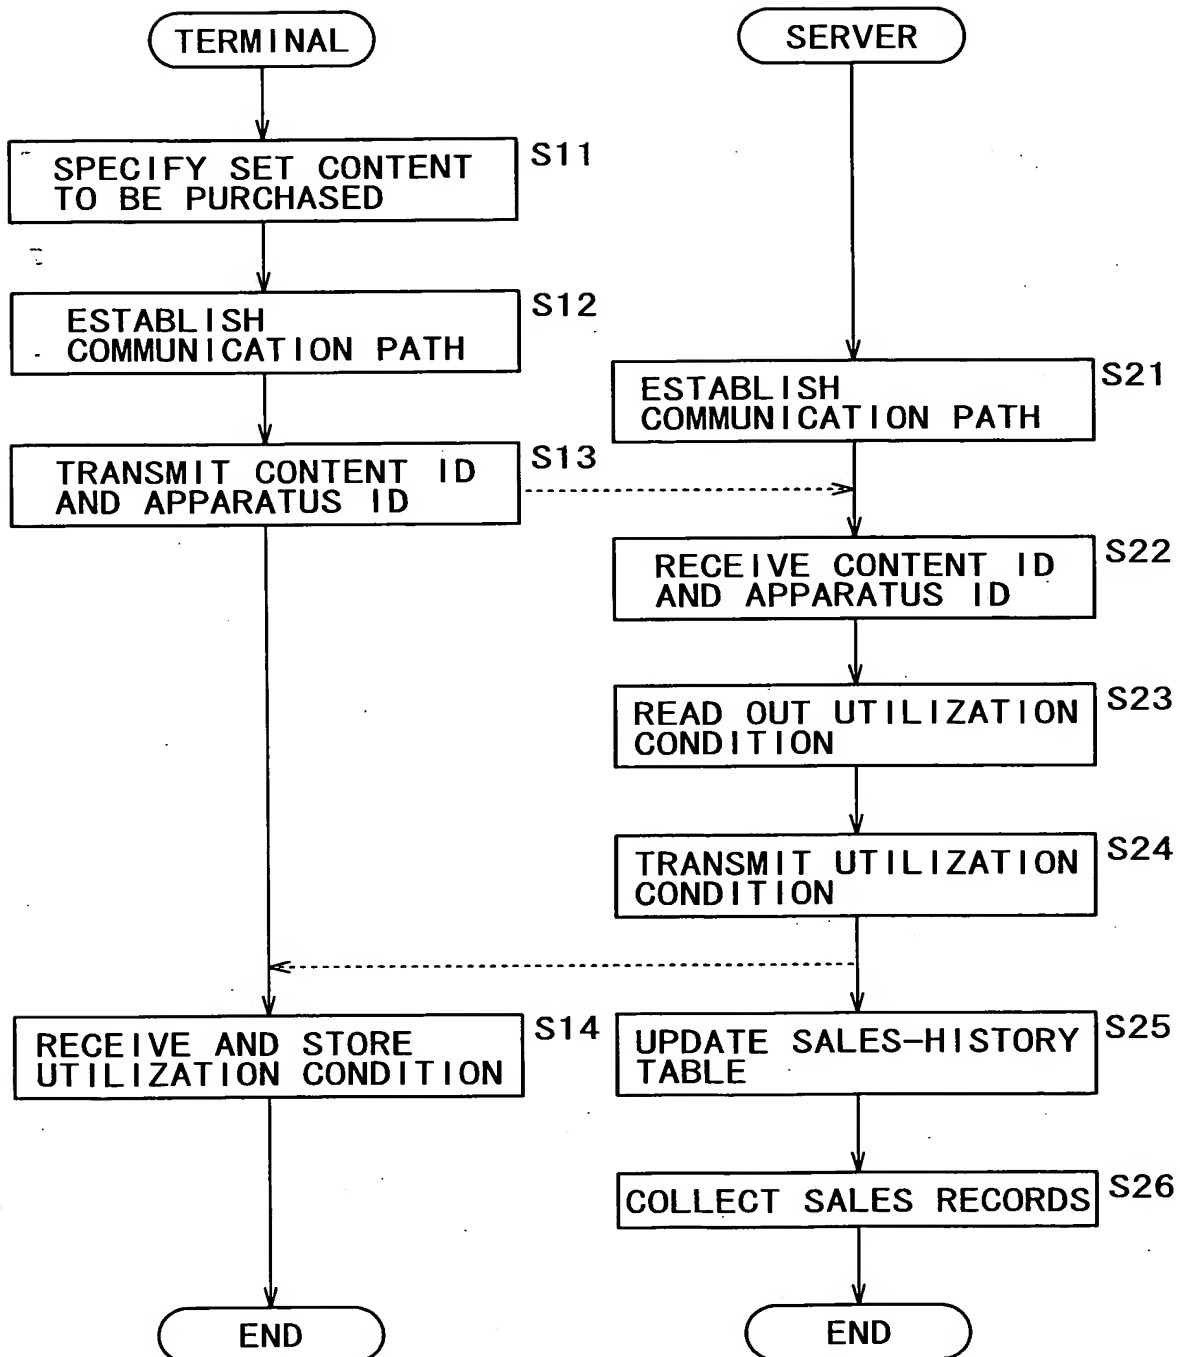 TERMINAL
SPECIFY SET CONTENT
TO BE PURCHASED
S11
ESTABLISH
COMMUNICATION PATH
S12
TRANSMIT CONTENT ID
AND APPARATUS ID
S13
RECEIVE AND STORE
UTILIZATION CONDITION
S14
END
SERVER
ESTABLISH
COMMUNICATION PATH
S21
RECEIVE CONTENT ID
AND APPARATUS ID
S22
READ OUT UTILIZATION
CONDITION
S23
TRANSMIT UTILIZATION
CONDITION
S24
UPDATE SALES-HISTORY
TABLE
S25
COLLECT SALES RECORDS
S26
END